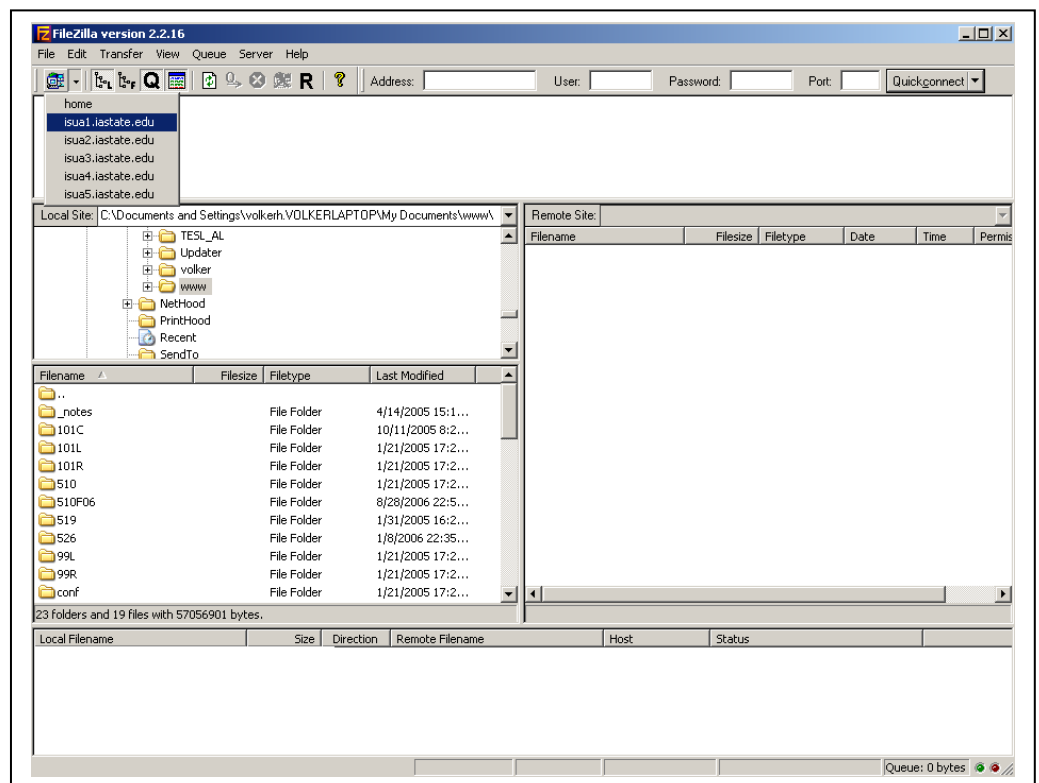 FileZilla version 2.2.16
File Edit Transfer View Queue Server Help
L F Q R ? Address: User: Password: Port: Quickconnect
home
isua1.iastate.edu
isua2.iastate.edu
isua3.iastate.edu
isua4.iastate.edu
isua5.iastate.edu
Local Site: C:\Documents and Settings\volkerh.VOLKERLAPTOP\My Documents\www\
TESL_AL
Updater
volker
www
NetHood
PrintHood
Recent
SendTo
Filename Filesize Filetype Last Modified
..
_notes File Folder 4/14/2005 15:1...
101C File Folder 10/11/2005 8:2...
101L File Folder 1/21/2005 17:2...
101R File Folder 1/21/2005 17:2...
510 File Folder 1/21/2005 17:2...
510F06 File Folder 8/28/2006 22:5...
519 File Folder 1/31/2005 16:2...
526 File Folder 1/8/2006 22:35...
99L File Folder 1/21/2005 17:2...
99R File Folder 1/21/2005 17:2...
conf File Folder 1/21/2005 17:2...
23 folders and 19 files with 57056901 bytes.
Remote Site:
Filename Filesize Filetype Date Time Permis
Local Filename Size Direction Remote Filename Host Status
Queue: 0 bytes